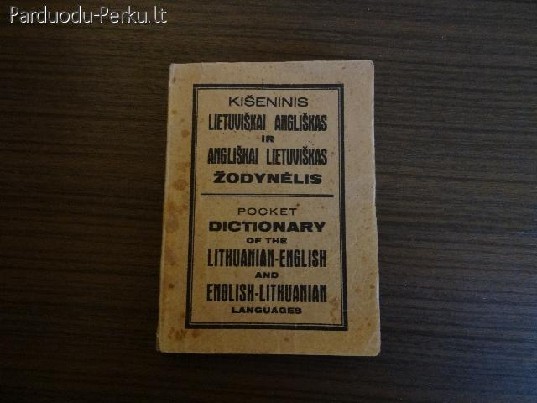 Parduodu-Perku.lt
KIŠENINIS
LIETUVIŠKAI ANGLIŠKAS
IR
ANGLIŠKAI LIETUVIŠKAS
ŽODYNĖLIS
POCKET
DICTIONARY
OF THE
LITHUANIAN-ENGLISH
AND
ENGLISH-LITHUANIAN
LANGUAGES